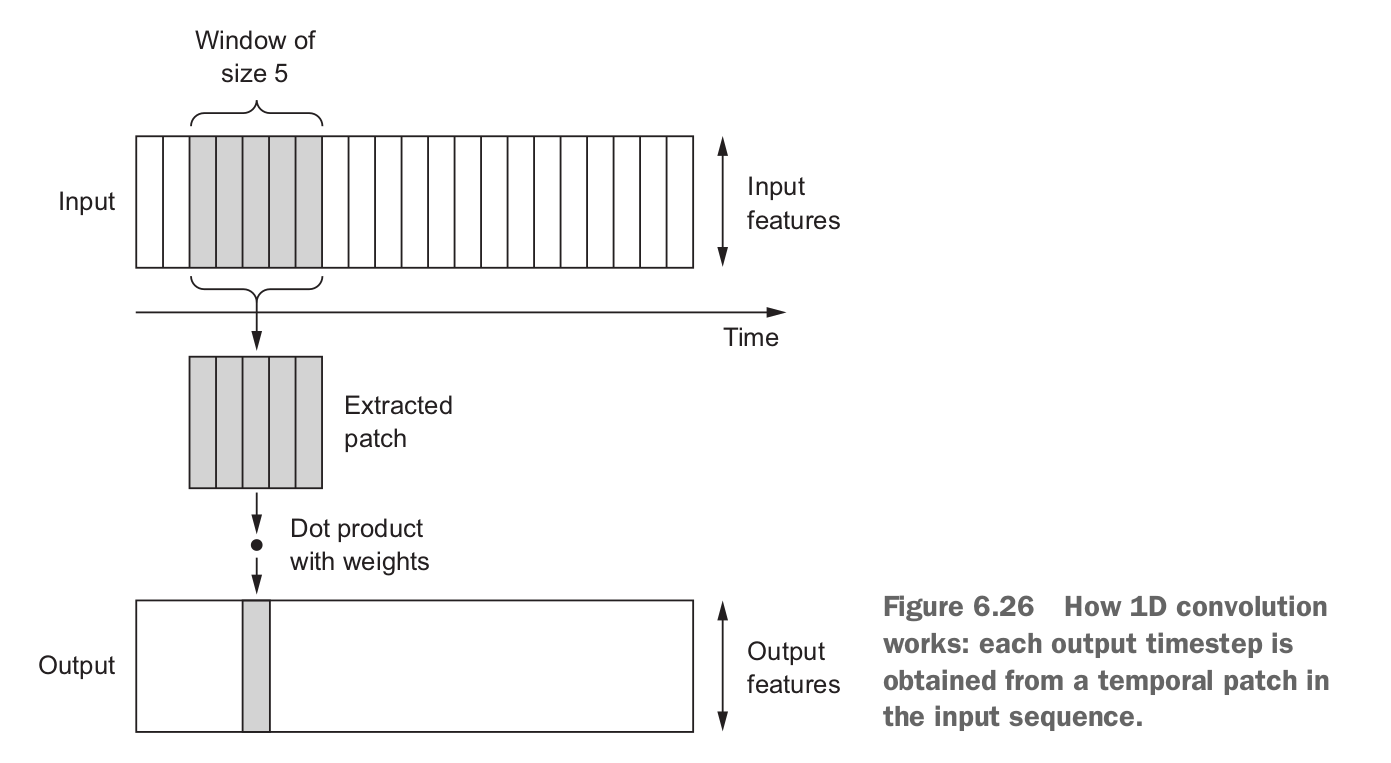 Window of
size 5
Input
Input
features
Time
Extracted
patch
Dot product
with weights
Output
Output
features
Figure 6.26 How 1D convolution
works: each output timestep is
obtained from a temporal patch in
the input sequence.